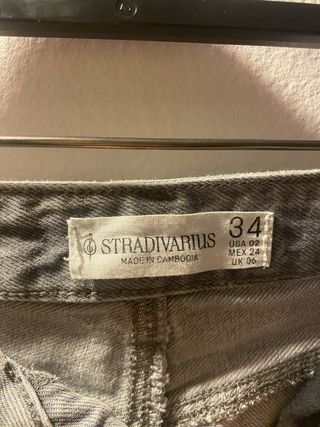 STRADIVARIUS
MADE IN CAMBODIA
34
USA 02
MEX 24
UK 06